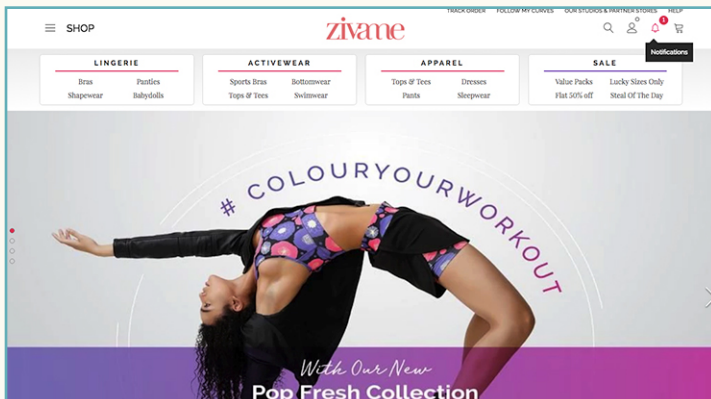 TRACK ORDER FOLLOW MY CURVES OUR STUDIOS & PARTNER STORES HELP
SHOP
zivame
1
Notifications
LINGERIE
Bras Panties
Shapewear Babydolls
ACTIVEWEAR
Sports Bras Bottomwear
Tops & Tees Swimwear
APPAREL
Tops & Tees Dresses
Pants Sleepwear
SALE
Value Packs Lucky Sizes Only
Flat 50% off Steal Of The Day
# COLOURYOURWORKOUT
With Our New
Pop Fresh Collection